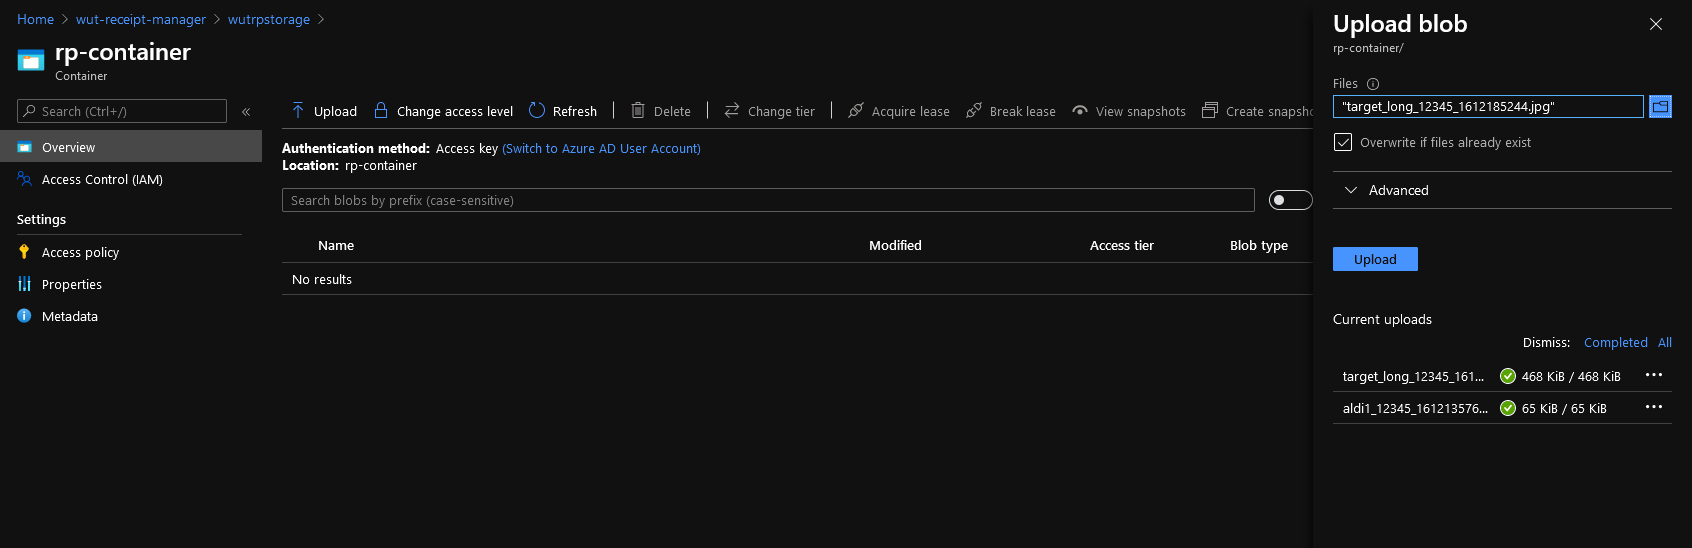 Home > wut-receipt-manager > wutrpstorage >
rp-container
Container
Search (Ctrl+/) «
Overview
Access Control (IAM)
Settings
Access policy
Properties
Metadata
Upload Change access level Refresh Delete Change tier Acquire lease Break lease View snapshots Create snapsho
Authentication method: Access key (Switch to Azure AD User Account)
Location: rp-container
Search blobs by prefix (case-sensitive)
Name Modified Access tier Blob type
No results
Upload blob
rp-container/
Files
"target_long_12345_1612185244.jpg"
Overwrite if files already exist
Advanced
Upload
Current uploads
Dismiss: Completed All
target_long_12345_161... 468 KiB / 468 KiB ...
aldi1_12345_161213576... 65 KiB / 65 KiB ...